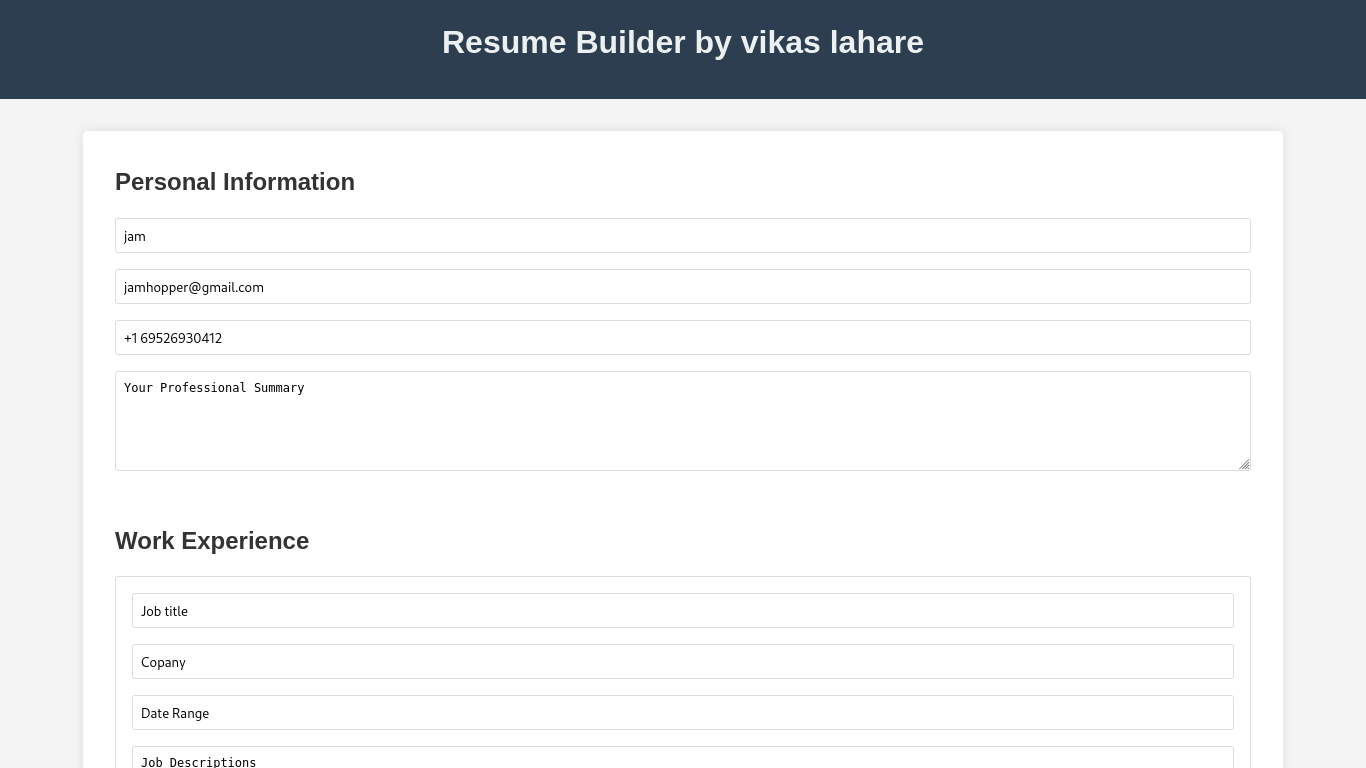 Resume Builder by vikas lahare
Personal Information
jam
jamhopper@gmail.com
+1 69526930412
Your Professional Summary
Work Experience
Job title
Copany
Date Range
Job Descriptions